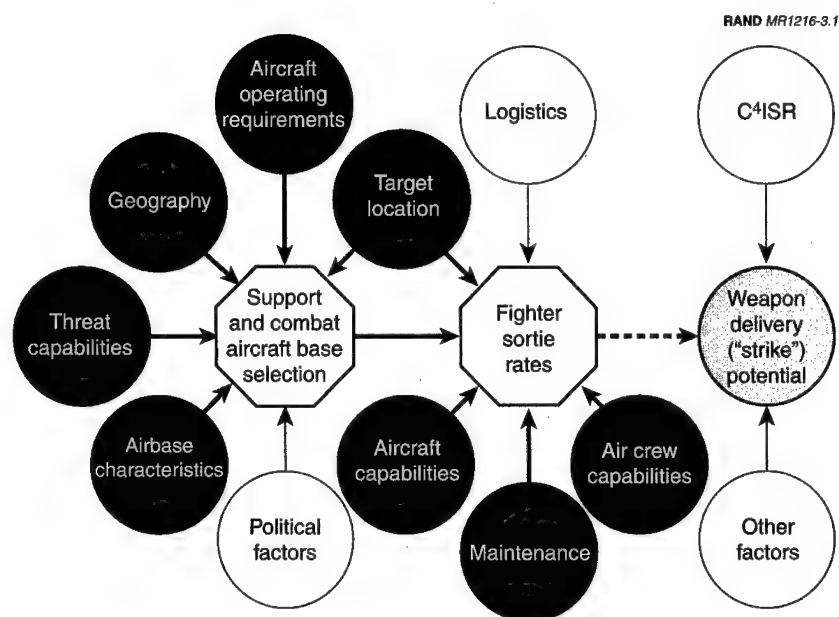 RAND MR1216-3.1
Aircraft
operating
requirements
Logistics
C⁴ISR
Geography
Target
location
Threat
capabilities
Support
and combat
aircraft base
selection
Fighter
sortie
rates
Weapon
delivery
("strike")
potential
Airbase
characteristics
Political
factors
Aircraft
capabilities
Maintenance
Air crew
capabilities
Other
factors